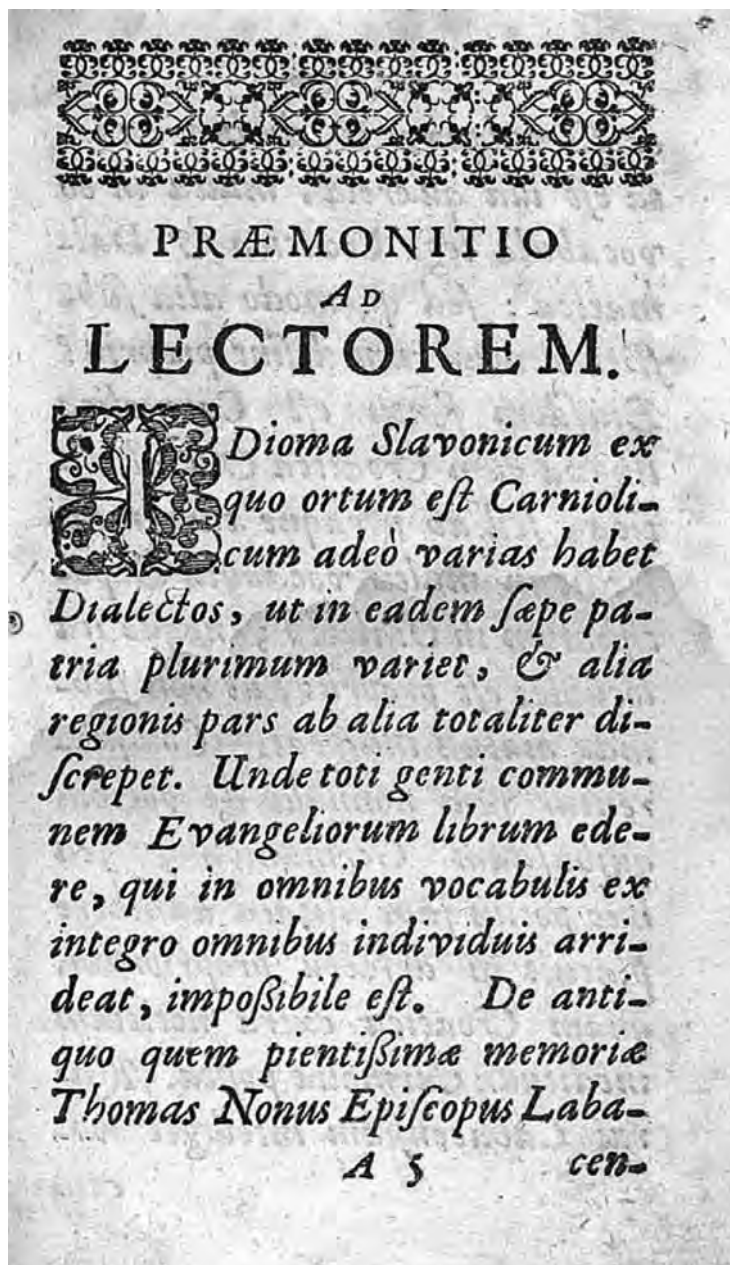 PRÆMONITIO
AD
LECTOREM.
IDioma Slavonicum ex
quo ortum eſt Carnioli-
cum adeò varias habet
Dialectos, ut in eadem ſæpe pa-
tria plurimum variet, & alia
regionis pars ab alia totaliter di-
ſcrepet. Unde toti genti commu-
nem Evangeliorum librum ede-
re, qui in omnibus vocabulis ex
integro omnibus individuis arri-
deat, impoßibile eſt. De anti-
quo quem pientißimæ memoriæ
Thomas Nonus Epiſcopus Laba-
A 5 cen-